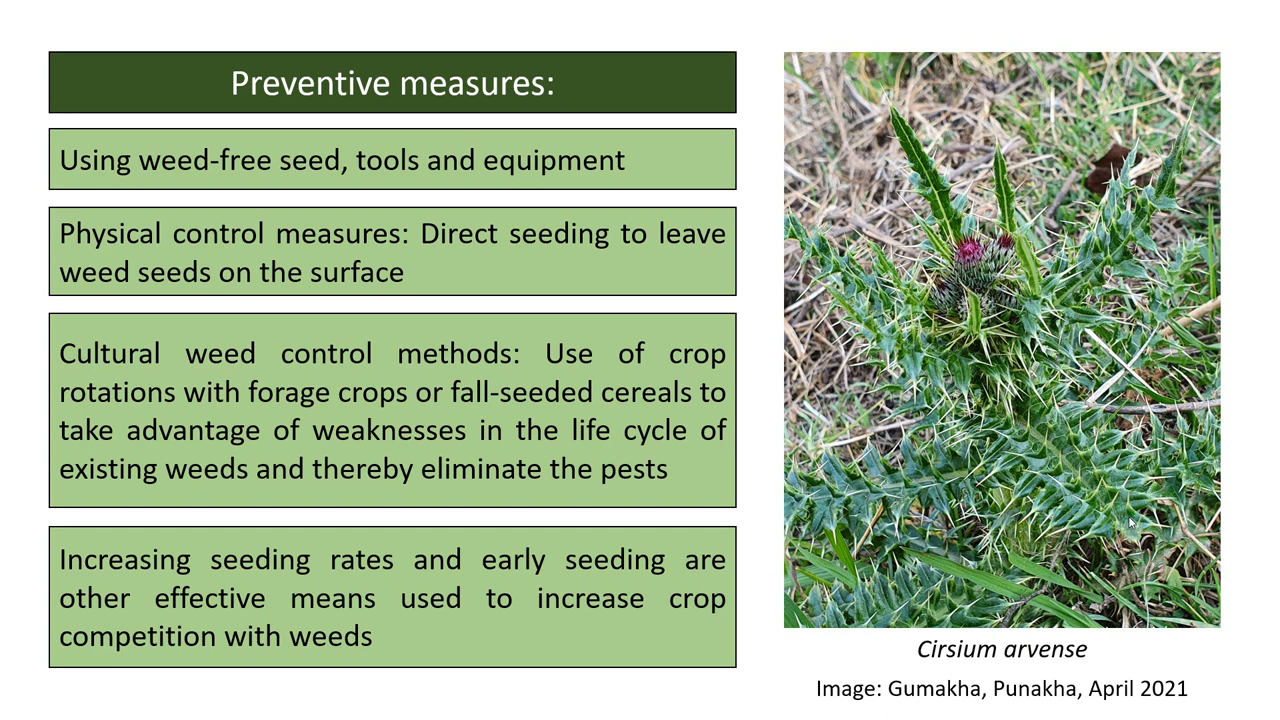 Preventive measures:
Using weed-free seed, tools and equipment
Physical control measures: Direct seeding to leave
weed seeds on the surface
Cultural weed control methods: Use of crop
rotations with forage crops or fall-seeded cereals to
take advantage of weaknesses in the life cycle of
existing weeds and thereby eliminate the pests
Increasing seeding rates and early seeding are
other effective means used to increase crop
competition with weeds
Cirsium arvense
Image: Gumakha, Punakha, April 2021